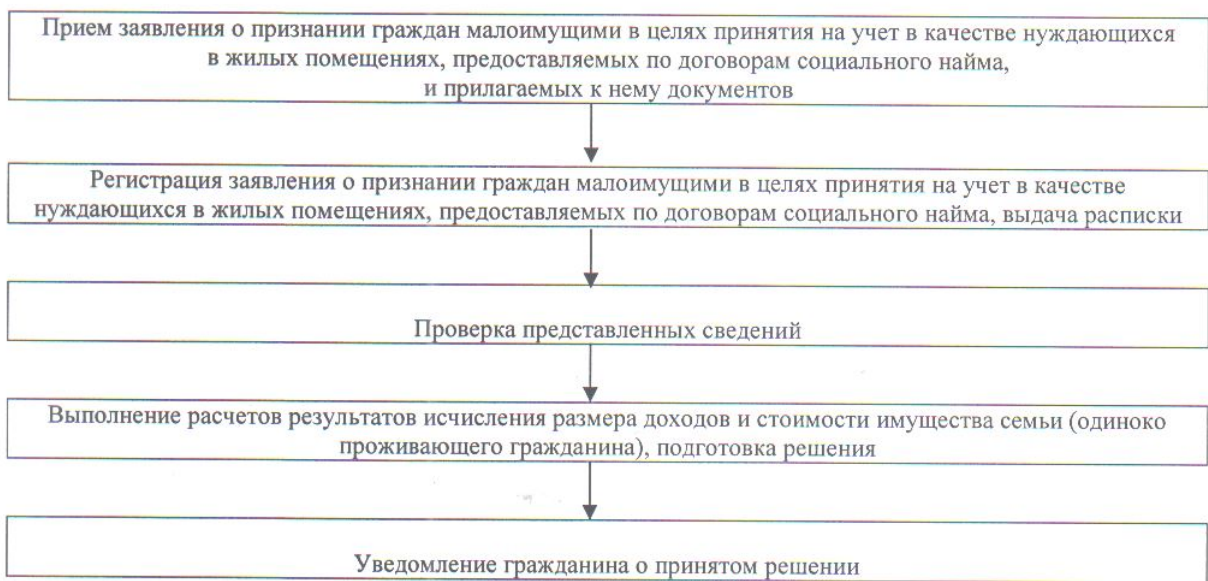 Прием заявления о признании граждан малоимущими в целях принятия на учет в качестве нуждающихся
в жилых помещениях, предоставляемых по договорам социального найма,
и прилагаемых к нему документов
Регистрация заявления о признании граждан малоимущими в целях принятия на учет в качестве
нуждающихся в жилых помещениях, предоставляемых по договорам социального найма, выдача расписки
Проверка представленных сведений
Выполнение расчетов результатов исчисления размера доходов и стоимости имущества семьи (одиноко
проживающего гражданина), подготовка решения
Уведомление гражданина о принятом решении